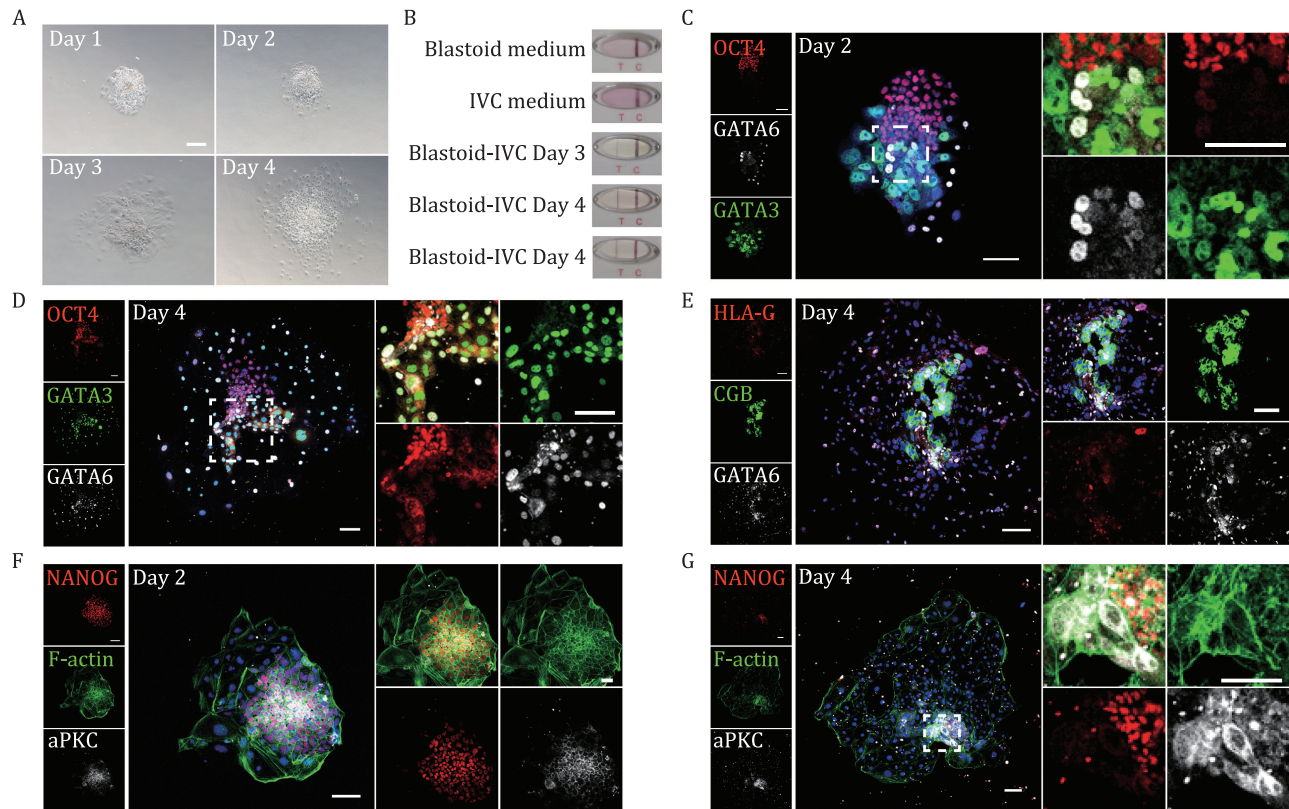 A
Day 1
Day 2
Day 3
Day 4
B
Blastoid medium
T C
IVC medium
T C
Blastoid-IVC Day 3
T C
Blastoid-IVC Day 4
T C
Blastoid-IVC Day 4
T C
C
OCT4
GATA6
GATA3
Day 2
D
OCT4
GATA3
GATA6
Day 4
E
HLA-G
CGB
GATA6
Day 4
F
NANOG
F-actin
aPKC
Day 2
G
NANOG
F-actin
aPKC
Day 4